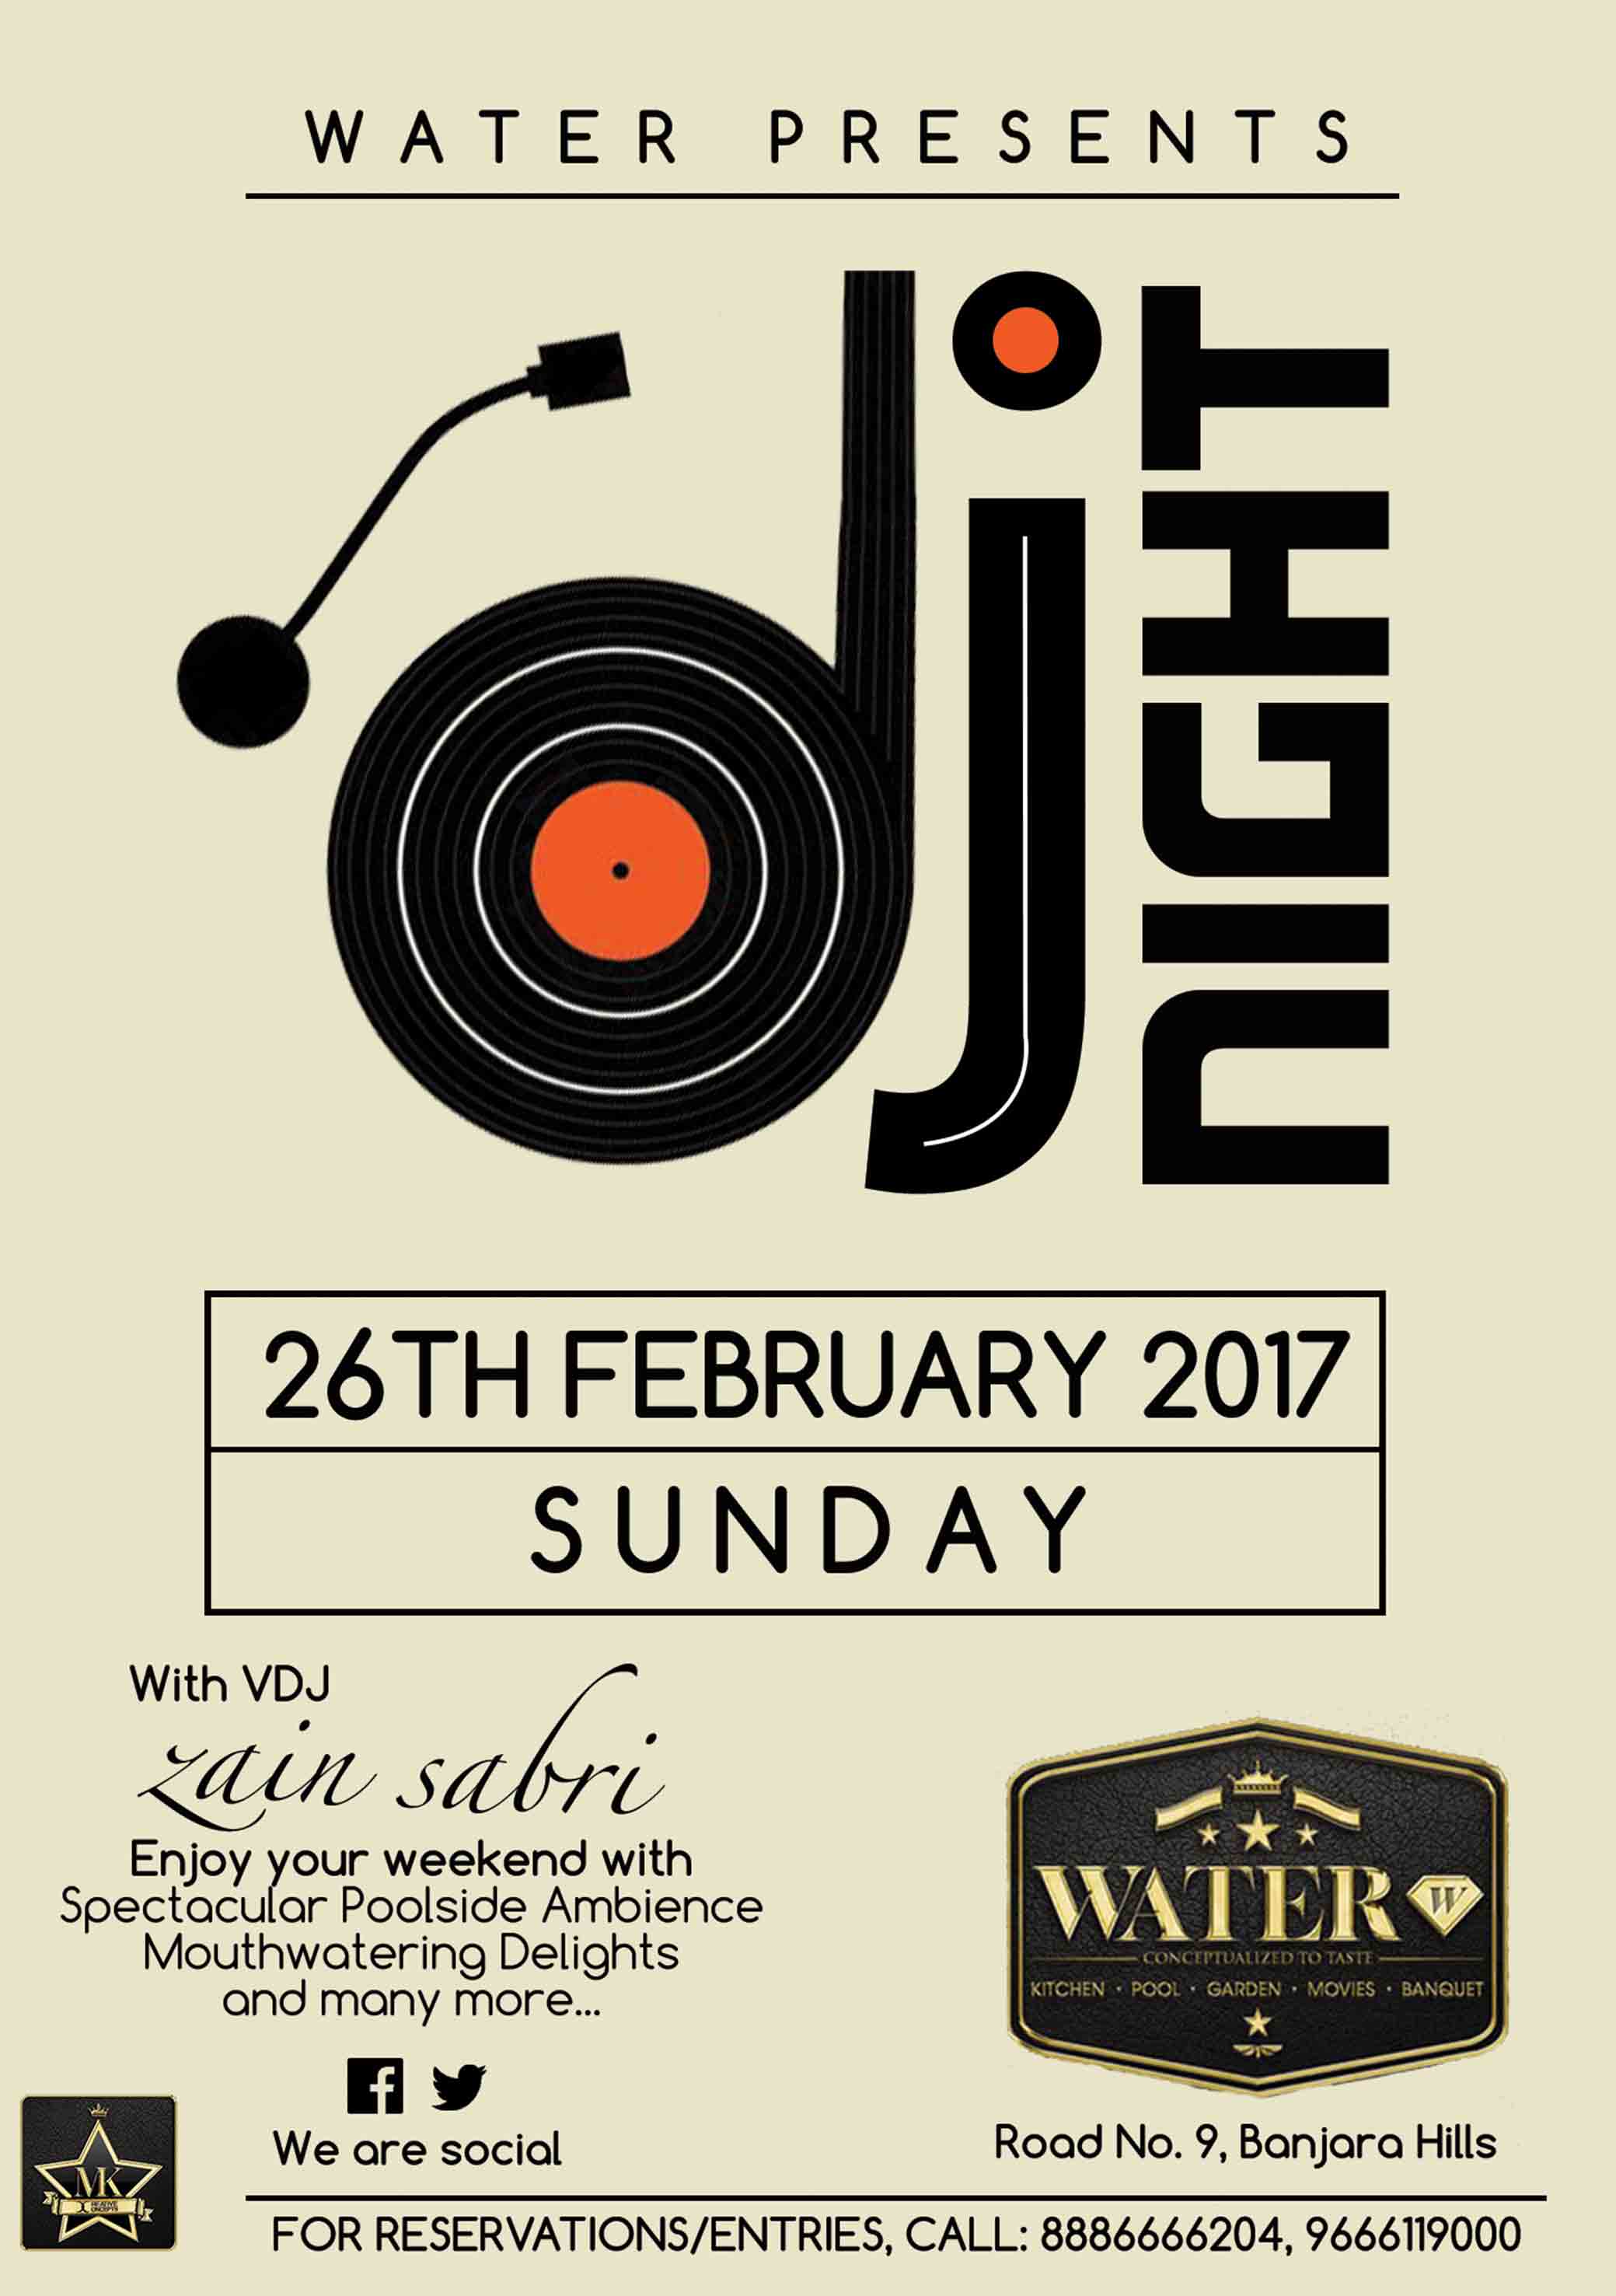 WATER PRESENTS
dj NIGHT
26TH FEBRUARY 2017
SUNDAY
With VDJ
zain sabri
Enjoy your weekend with
Spectacular Poolside Ambience
Mouthwatering Delights
and many more...
We are social
MK
WATER W
CONCEPTUALIZED TO TASTE
KITCHEN · POOL · GARDEN · MOVIES · BANQUET
Road No. 9, Banjara Hills
FOR RESERVATIONS/ENTRIES, CALL: 8886666204, 9666119000